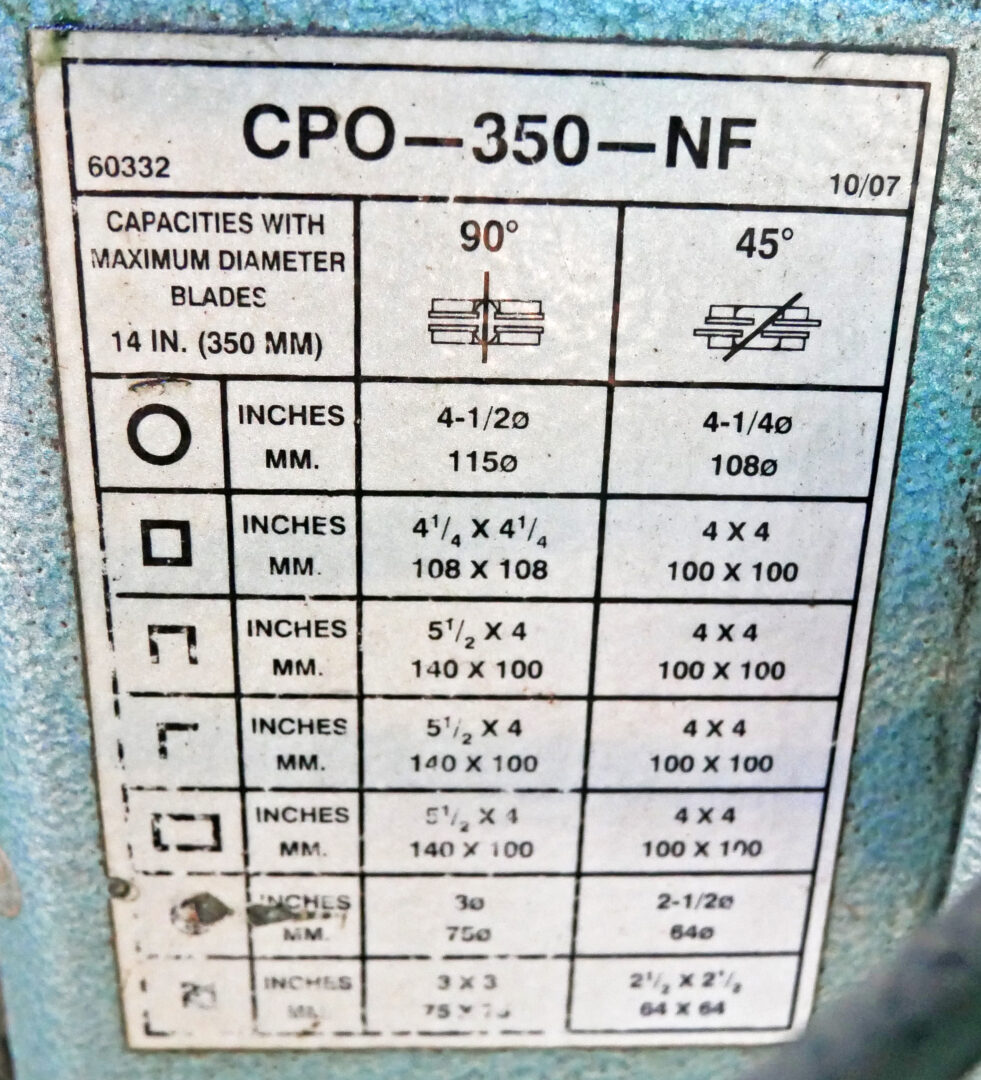 CPO—350—NF
60332
10/07
CAPACITIES WITH
MAXIMUM DIAMETER
BLADES
14 IN. (350 MM)
90°
45°
INCHES 4-1/2ø 4-1/4ø
MM. 115ø 108ø
INCHES 4 1/4 X 4 1/4 4 X 4
MM. 108 X 108 100 X 100
INCHES 5 1/2 X 4 4 X 4
MM. 140 X 100 100 X 100
INCHES 5 1/2 X 4 4 X 4
MM. 140 X 100 100 X 100
INCHES 5 1/2 X 4 4 X 4
MM. 140 X 100 100 X 100
INCHES 3ø 2-1/2ø
MM. 75ø 64ø
INCHES 3 X 3 2 1/2 X 2 1/2
75 X 64 X 64